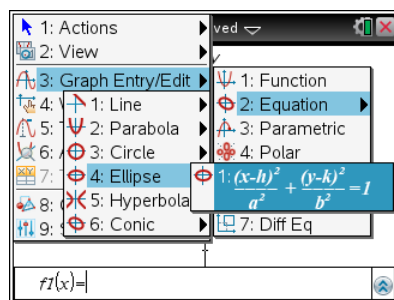 1: Actions
ved
2: View
y
3: Graph Entry/Edit
1: Function
4:
1: Line
2: Equation
5:
2: Parabola
3: Parametric
6:
3: Circle
4: Polar
7:
4: Ellipse
1: (x-h)²/a² + (y-k)²/b² =1
8:
5: Hyperbola
7: Diff Eq
9:
6: Conic
f1(x)=